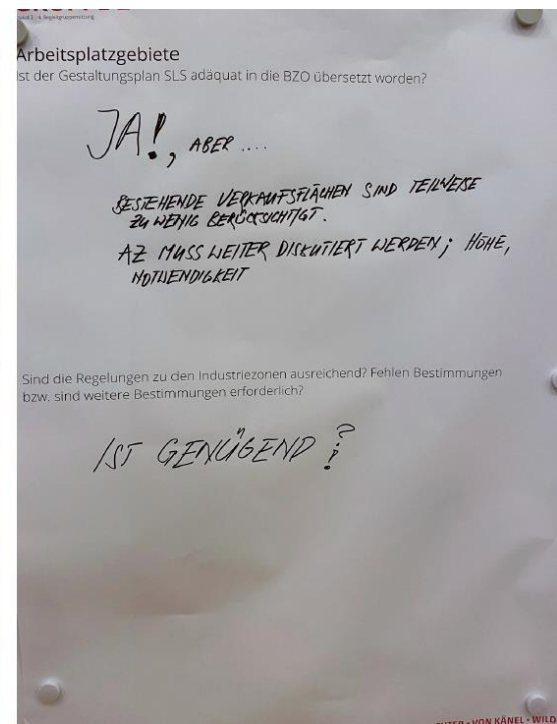 4. Begleitgruppensitzung
Arbeitsplatzgebiete
Ist der Gestaltungsplan SLS adäquat in die BZO übersetzt worden?
JA!, ABER ....
BESTEHENDE VERKAUFSFLÄCHEN SIND TEILWEISE
ZU WENIG BERÜCKSICHTIGT.
AZ MUSS WEITER DISKUTIERT WERDEN; HÖHE,
NOTWENDIGKEIT
Sind die Regelungen zu den Industriezonen ausreichend? Fehlen Bestimmungen
bzw. sind weitere Bestimmungen erforderlich?
IST GENÜGEND ?!
VON KÄNEL • WILD